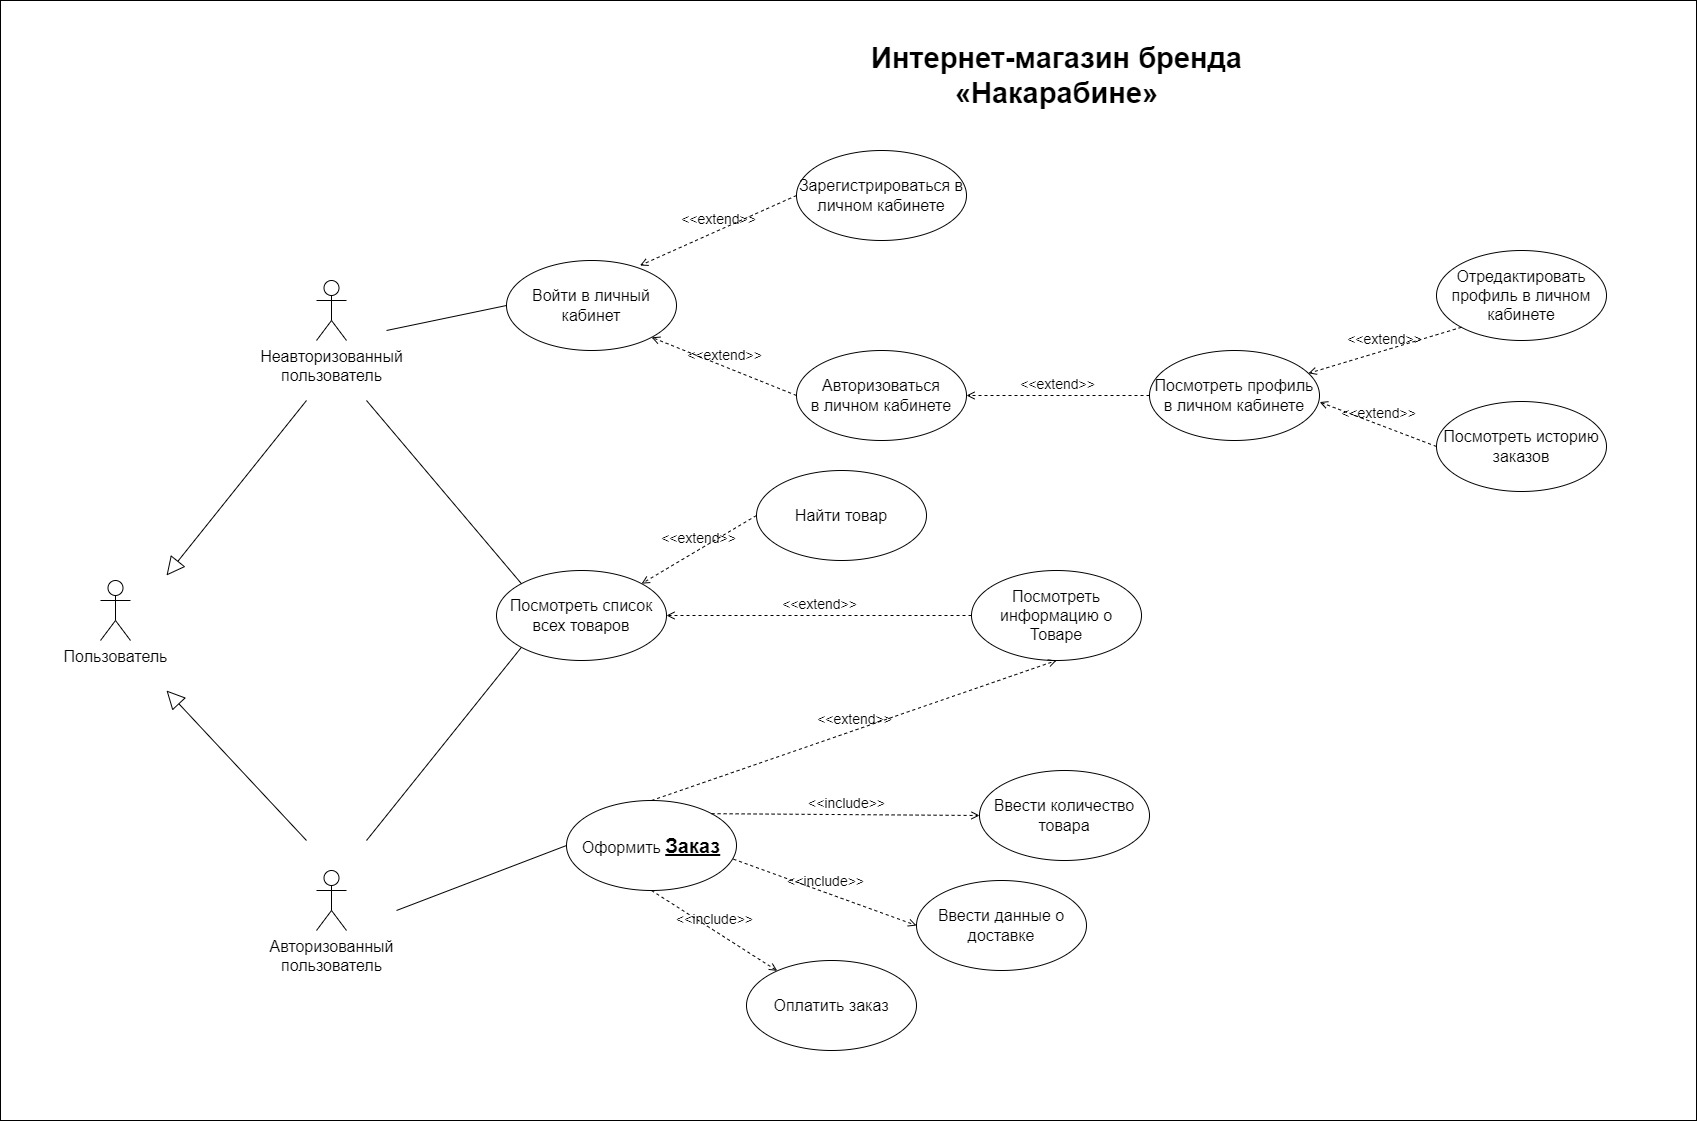 Интернет-магазин бренда
«Накарабине»
Зарегистрироваться в
личном кабинете
<<extend>>
Войти в личный
кабинет
Неавторизованный
пользователь
<<extend>>
Авторизоваться
в личном кабинете
<<extend>>
Посмотреть профиль
в личном кабинете
<<extend>>
Отредактировать
профиль в личном
кабинете
<<extend>>
Посмотреть историю
заказов
Найти товар
<<extend>>
Посмотреть список
всех товаров
<<extend>>
Посмотреть
информацию о
Товаре
Пользователь
<<extend>>
Оформить Заказ
<<include>>
Ввести количество
товара
<<include>>
Ввести данные о
доставке
<<include>>
Оплатить заказ
Авторизованный
пользователь